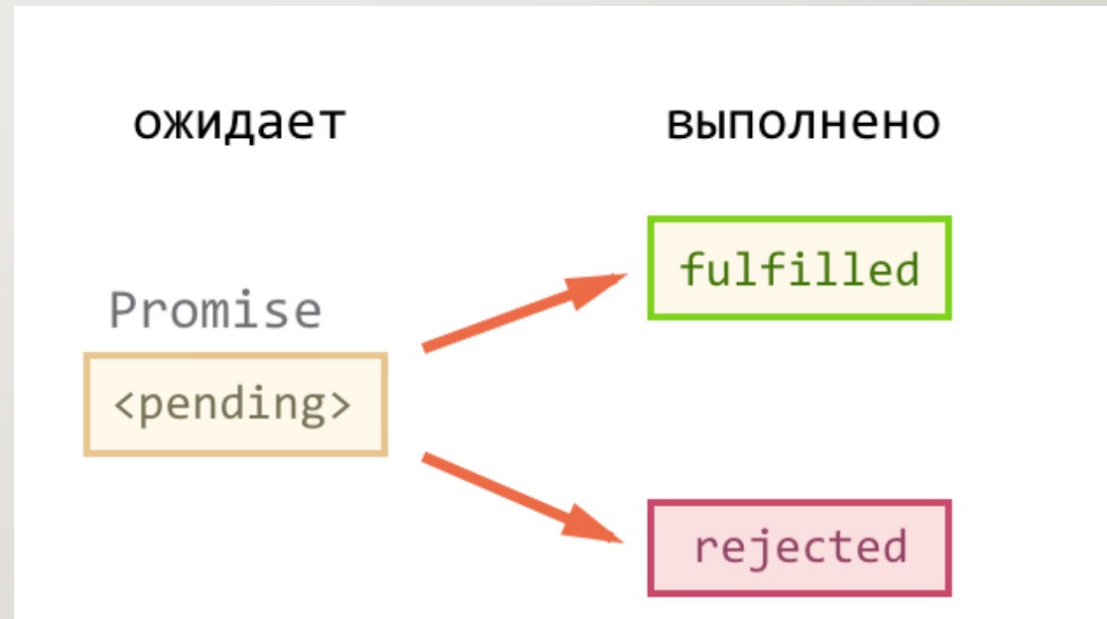 ожидает
выполнено
fulfilled
Promise
<pending>
rejected